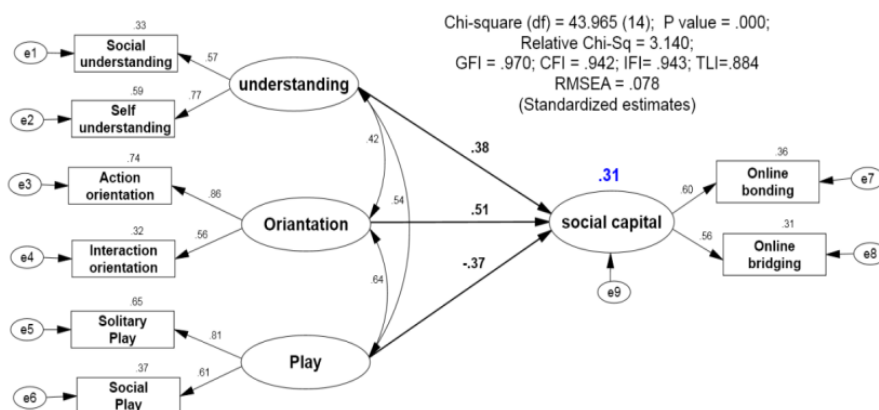 Chi-square (df) = 43.965 (14); P value = .000;
Relative Chi-Sq = 3.140;
GFI = .970; CFI = .942; IFI= .943; TLI=.884
RMSEA = .078
(Standardized estimates)
.33
e1
Social
understanding
.57
understanding
.59
e2
Self
understanding
.77
.42
.38
.74
e3
Action
orientation
.86
.54
.31
.36
Online
bonding
e7
.60
Oriantation
.51
social capital
.32
e4
Interaction
orientation
.56
.31
Online
bridging
e8
.56
-.37
.64
e9
.65
e5
Solitary
Play
.81
Play
.37
e6
Social
Play
.61